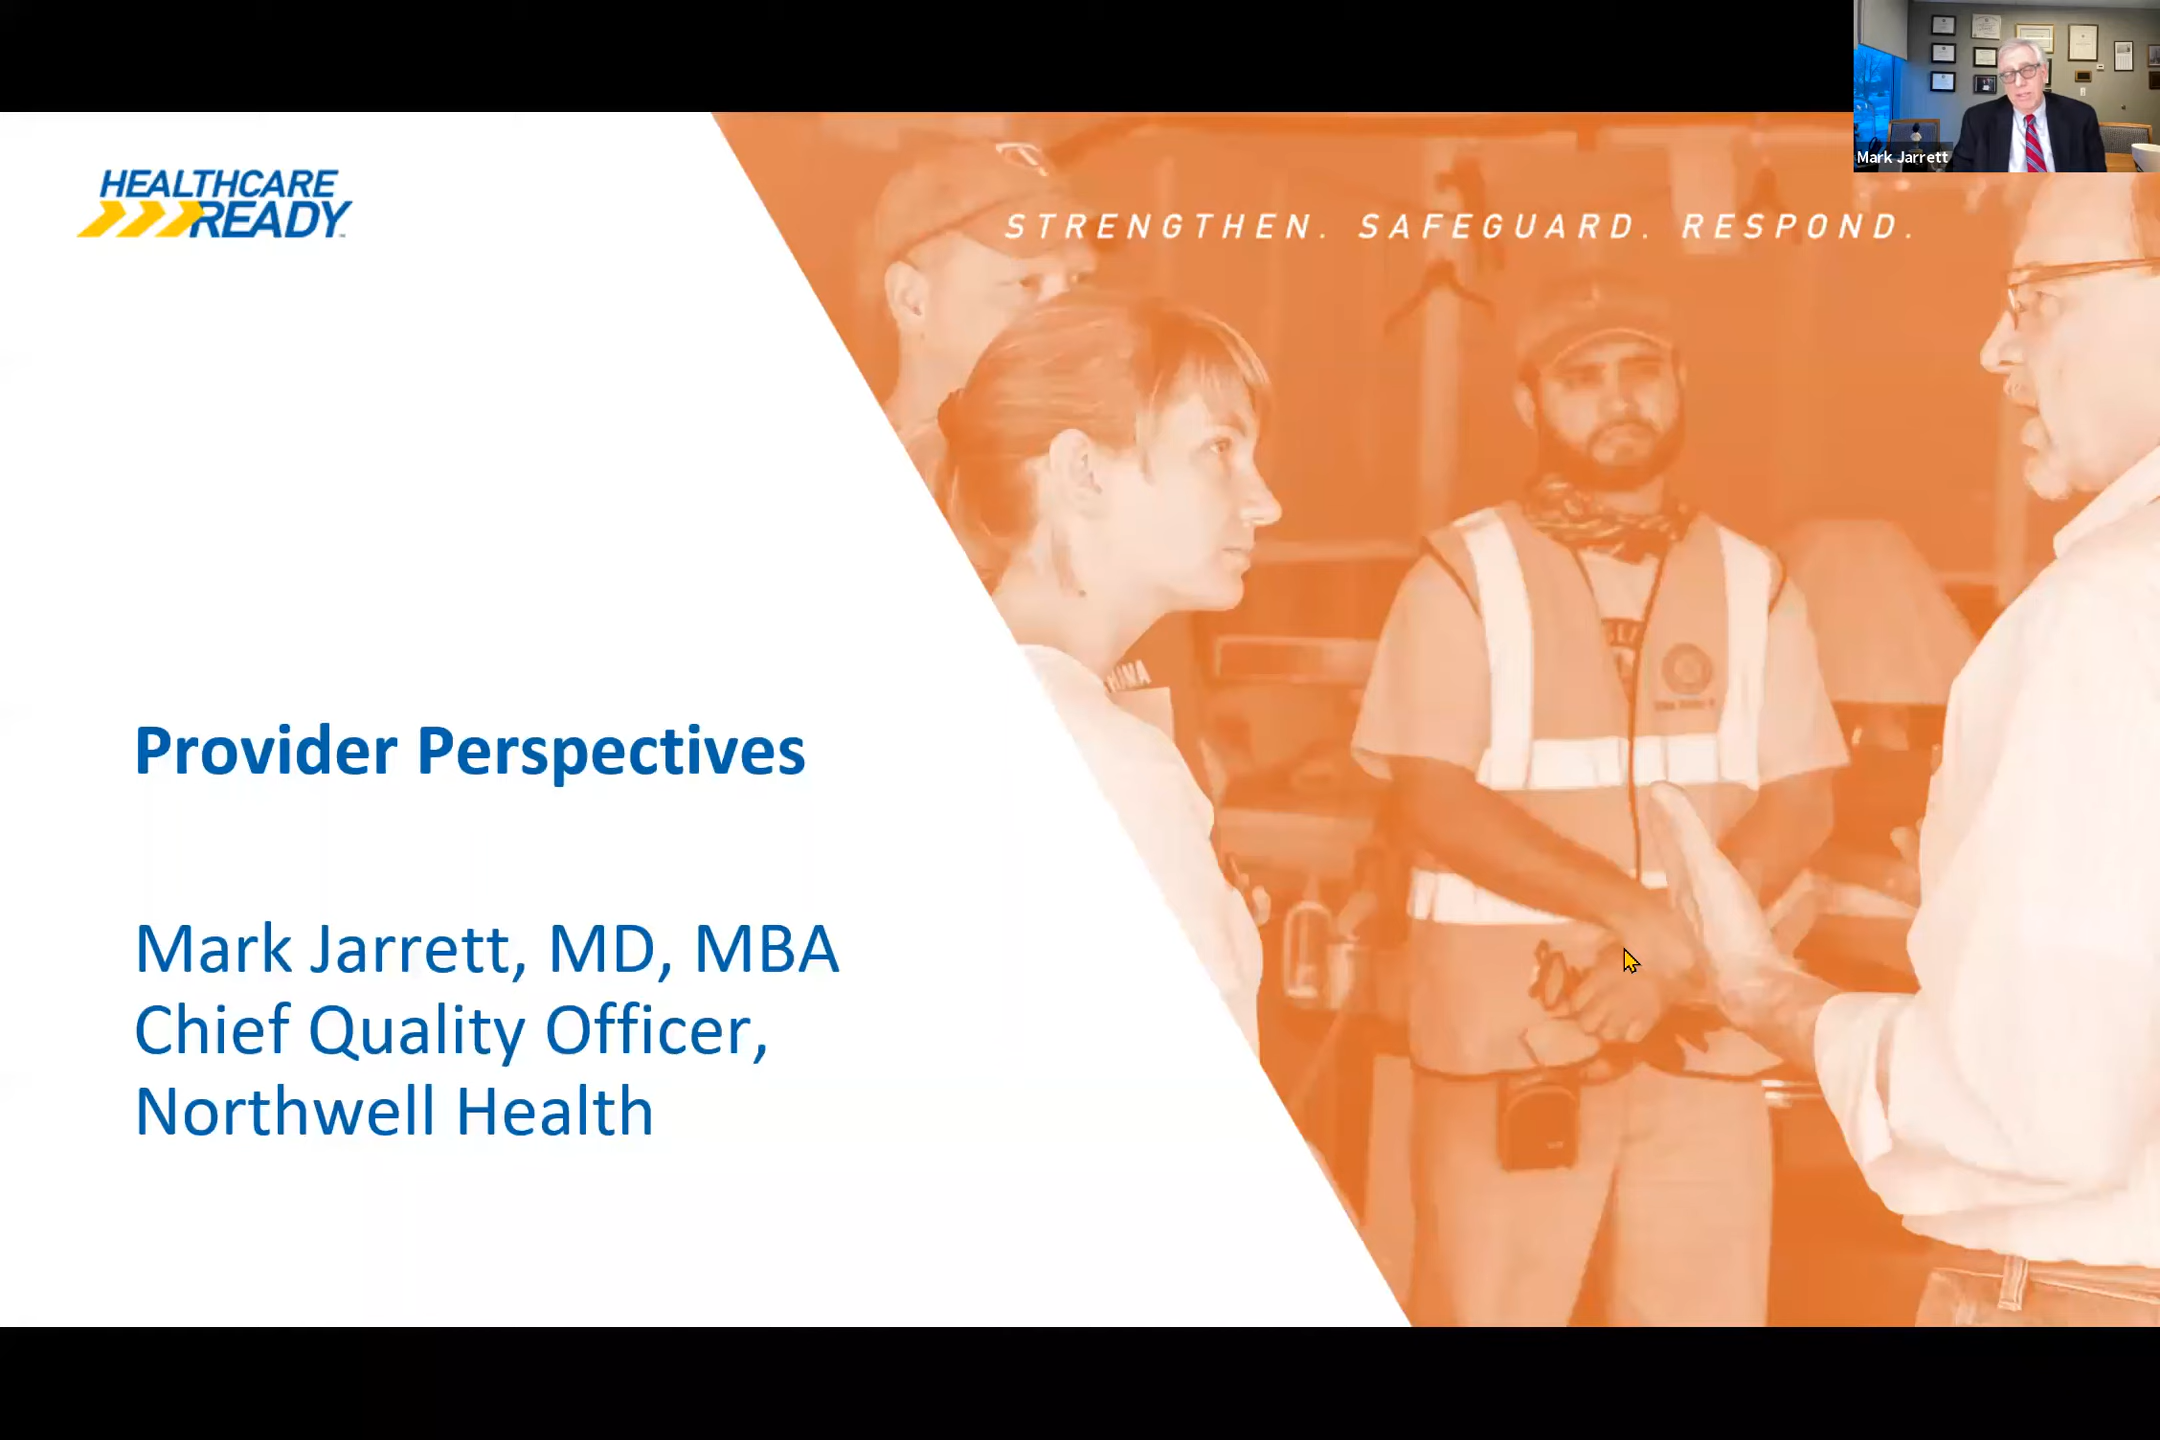 Mark Jarrett
HEALTHCARE
READY
STRENGTHEN. SAFEGUARD. RESPOND.
Provider Perspectives
Mark Jarrett, MD, MBA
Chief Quality Officer,
Northwell Health